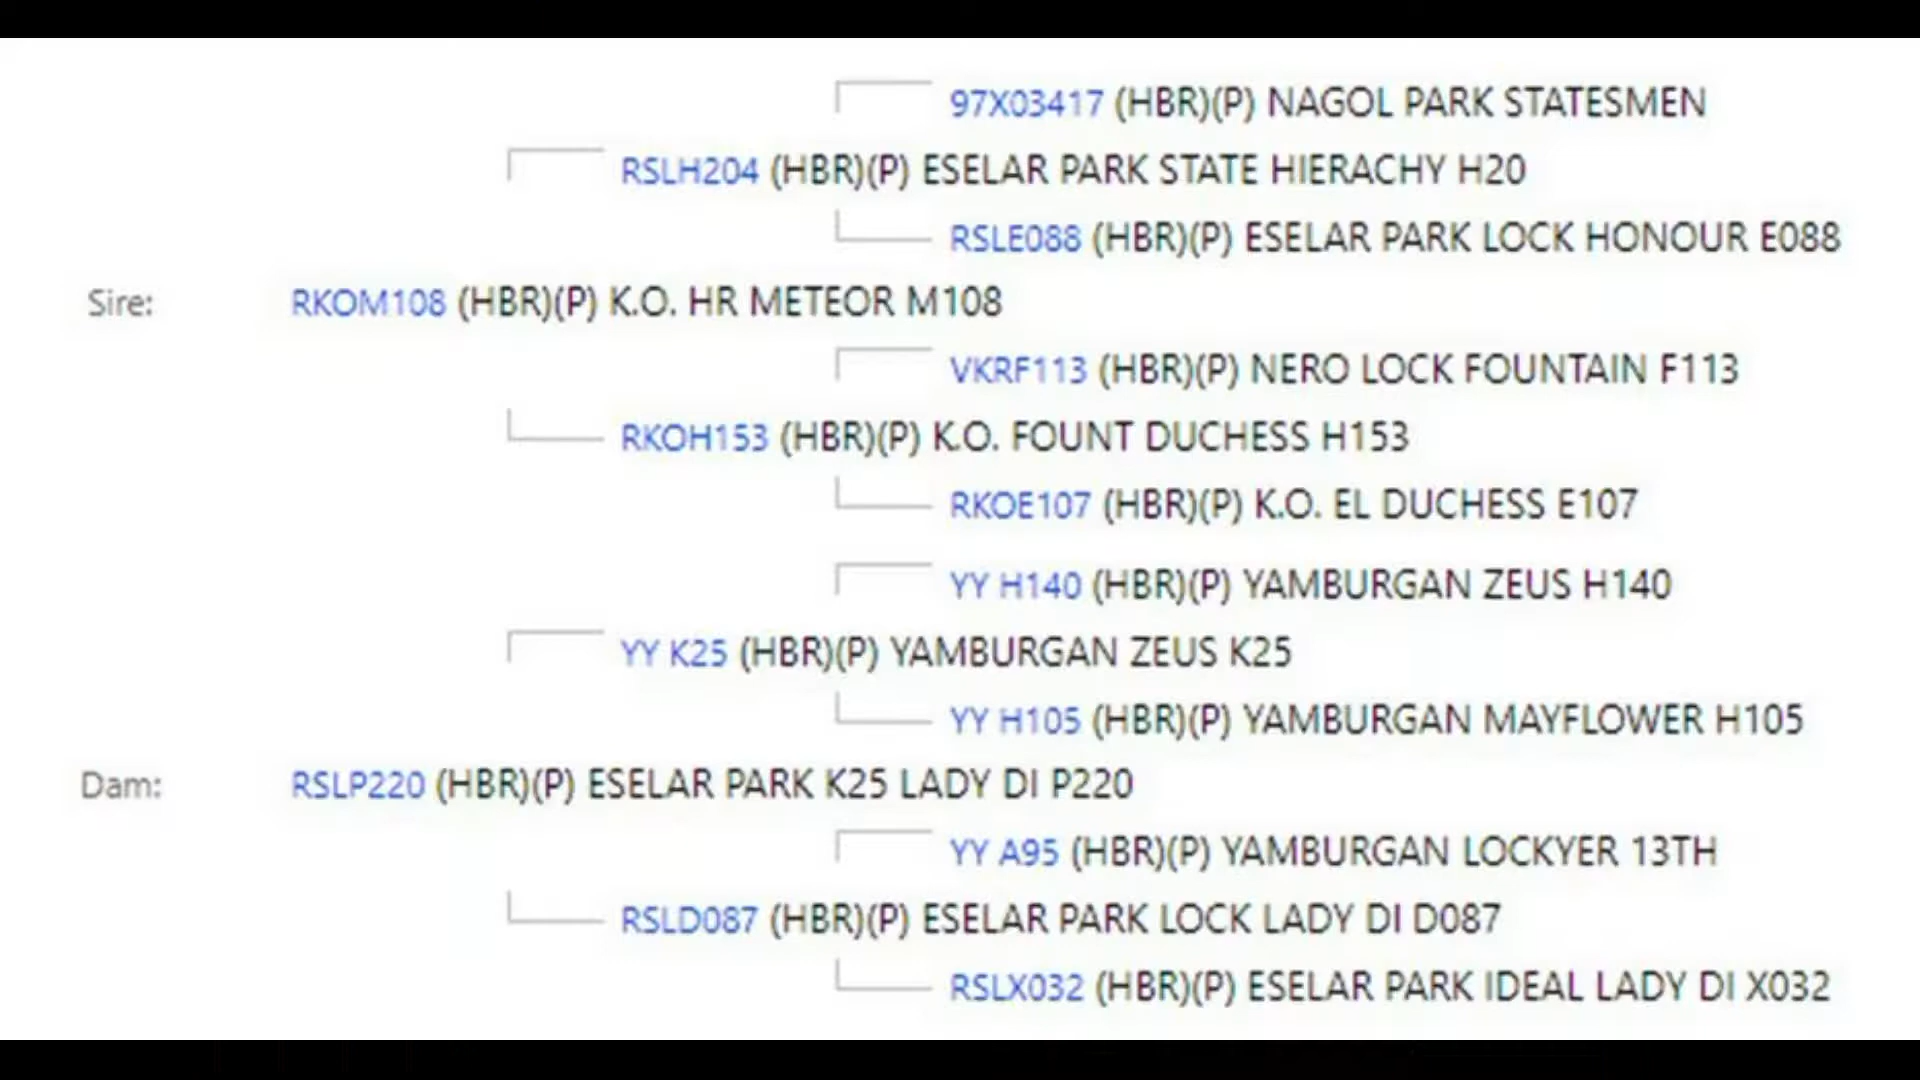 97X03417 (HBR)(P) NAGOL PARK STATESMEN
RSLH204 (HBR)(P) ESELAR PARK STATE HIERACHY H20
RSLE088 (HBR)(P) ESELAR PARK LOCK HONOUR E088
Sire: RKOM108 (HBR)(P) K.O. HR METEOR M108
VKRF113 (HBR)(P) NERO LOCK FOUNTAIN F113
RKOH153 (HBR)(P) K.O. FOUNT DUCHESS H153
RKOE107 (HBR)(P) K.O. EL DUCHESS E107
YY H140 (HBR)(P) YAMBURGAN ZEUS H140
YY K25 (HBR)(P) YAMBURGAN ZEUS K25
YY H105 (HBR)(P) YAMBURGAN MAYFLOWER H105
Dam: RSLP220 (HBR)(P) ESELAR PARK K25 LADY DI P220
YY A95 (HBR)(P) YAMBURGAN LOCKYER 13TH
RSLD087 (HBR)(P) ESELAR PARK LOCK LADY DI D087
RSLX032 (HBR)(P) ESELAR PARK IDEAL LADY DI X032